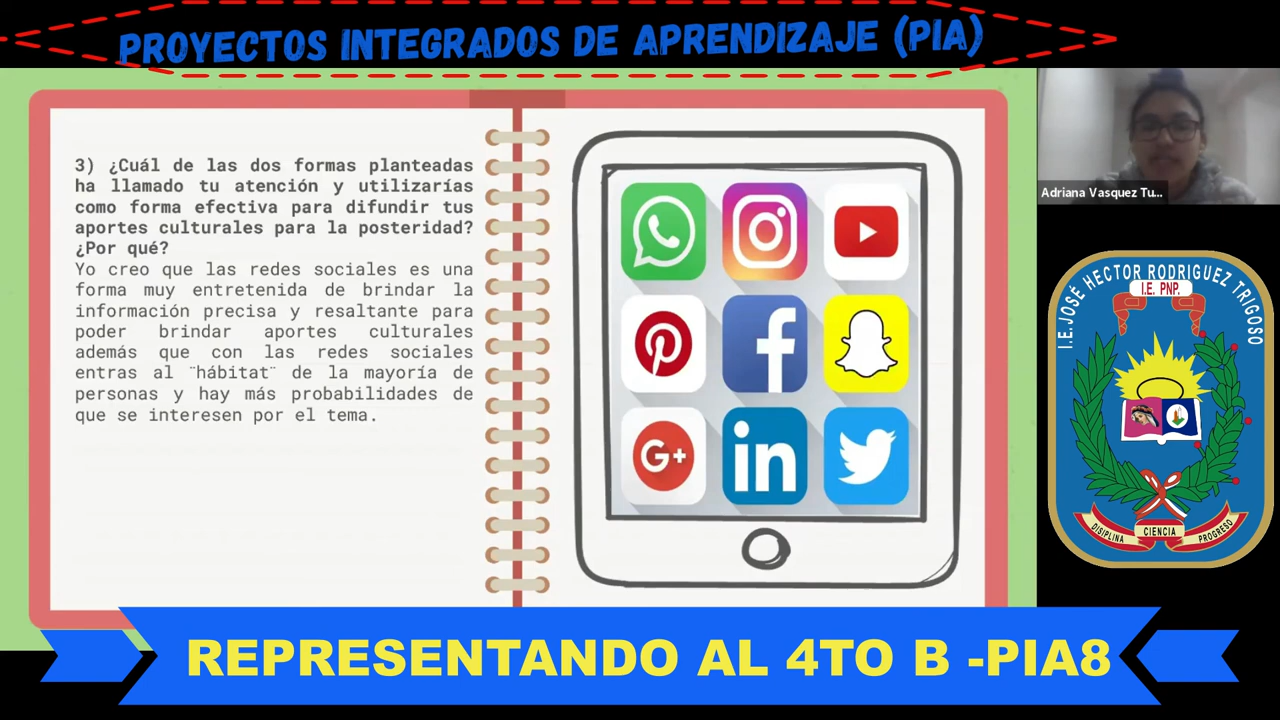 PROYECTOS INTEGRADOS DE APRENDIZAJE (PIA)
3) ¿Cuál de las dos formas planteadas
ha llamado tu atención y utilizarías
como forma efectiva para difundir tus
aportes culturales para la posteridad?
¿Por qué?
Yo creo que las redes sociales es una
forma muy entretenida de brindar la
información precisa y resaltante para
poder brindar aportes culturales
además que con las redes sociales
entras al ¨hábitat¨ de la mayoría de
personas y hay más probabilidades de
que se interesen por el tema.
G+
in
Adriana Vasquez Tu...
I.E. JOSÉ HECTOR RODRIGUEZ TRIGOSO
I.E. PNP.
DISIPLINA
CIENCIA
PROGRESO
REPRESENTANDO AL 4TO B -PIA8